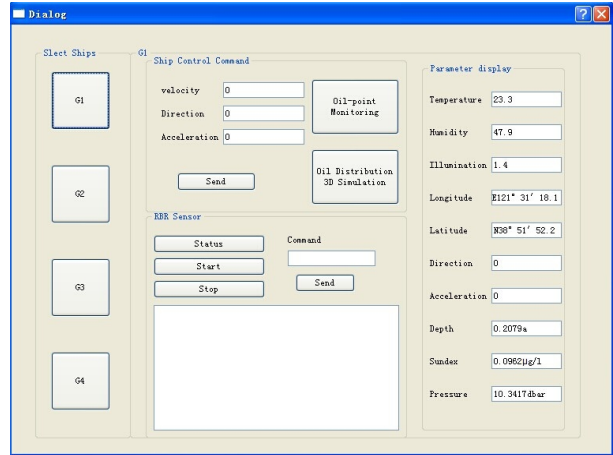 Dialog
Slect Ships
G1
G2
G3
G4
G1
Ship Control Command
velocity 0
Direction 0
Acceleration 0
Send
Oil-point
Monitoring
Oil Distribution
3D Simulation
RBR Sensor
Status
Start
Stop
Command
Send
Parameter display
Temperature 23.3
Humidity 47.9
Illumination 1.4
Longitude E121° 31′ 18.1
Latitude N38° 51′ 52.2
Direction 0
Acceleration 0
Depth 0.2079a
Sundex 0.0962µg/l
Pressure 10.3417dbar